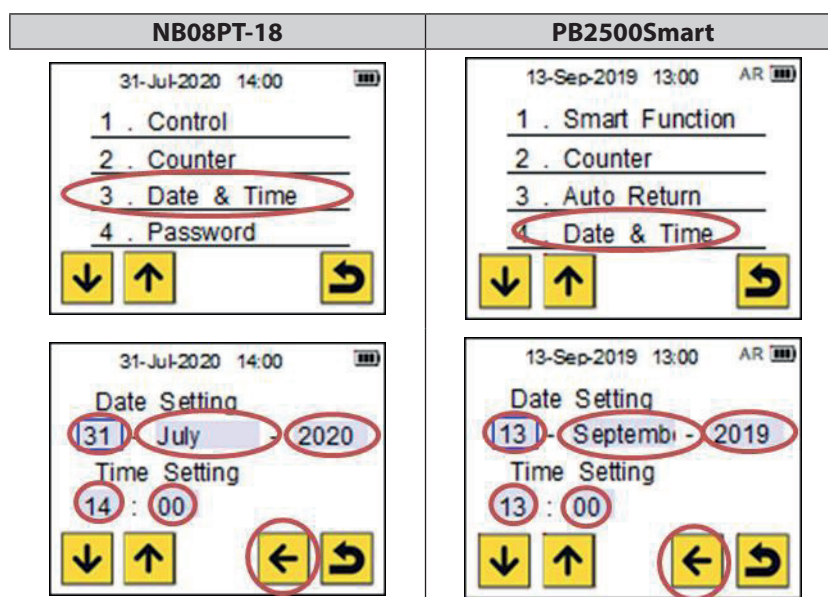 NB08PT-18
PB2500Smart
31-Jul-2020 14:00
1 . Control
2 . Counter
3 . Date & Time
4 . Password
13-Sep-2019 13:00 AR
1 . Smart Function
2 . Counter
3 . Auto Return
4 . Date & Time
31-Jul-2020 14:00
Date Setting
31 - July - 2020
Time Setting
14 : 00
13-Sep-2019 13:00 AR
Date Setting
13 - Septemb - 2019
Time Setting
13 : 00